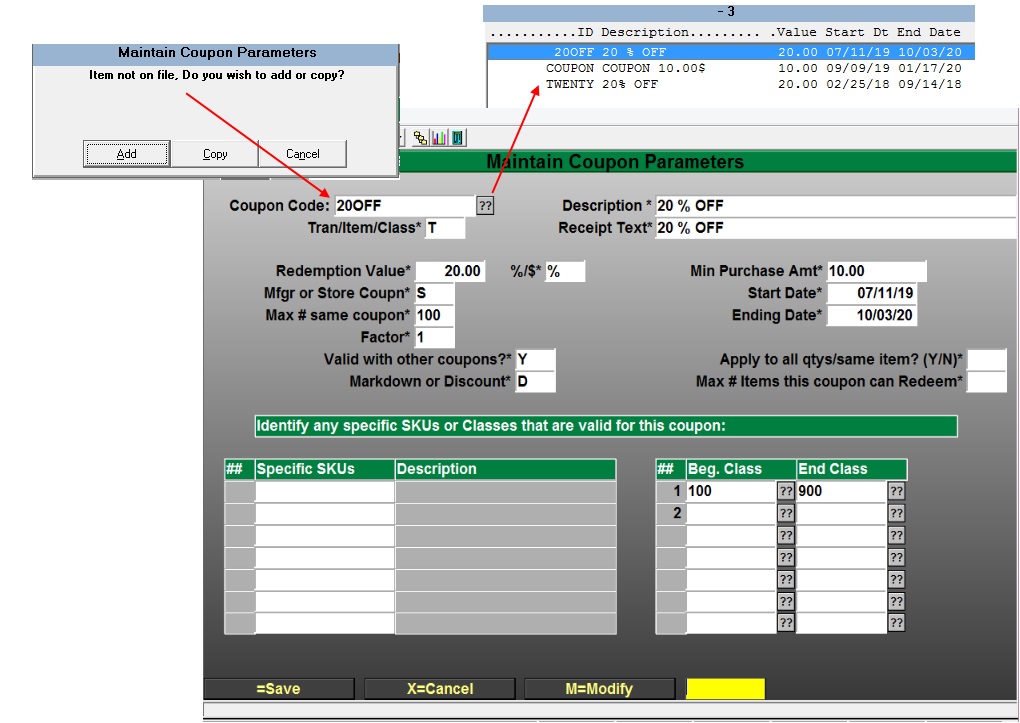 - 3
...........ID Description......... .Value Start Dt End Date
20OFF 20 % OFF 20.00 07/11/19 10/03/20
COUPON COUPON 10.00$ 10.00 09/09/19 01/17/20
TWENTY 20% OFF 20.00 02/25/18 09/14/18
Maintain Coupon Parameters
Item not on file, Do you wish to add or copy?
Add Copy Cancel
Maintain Coupon Parameters
Coupon Code: 20OFF ?? Description * 20 % OFF
Tran/Item/Class* T Receipt Text* 20 % OFF
Redemption Value* 20.00 %/$* % Min Purchase Amt* 10.00
Mfgr or Store Coupn* S Start Date* 07/11/19
Max # same coupon* 100 Ending Date* 10/03/20
Factor* 1
Valid with other coupons?* Y Apply to all qtys/same item? (Y/N)*
Markdown or Discount* D Max # Items this coupon can Redeem*
Identify any specific SKUs or Classes that are valid for this coupon:
## Specific SKUs Description ## Beg. Class End Class
1 100 ?? 900 ??
2 ?? ??
?? ??
?? ??
?? ??
?? ??
?? ??
=Save X=Cancel M=Modify